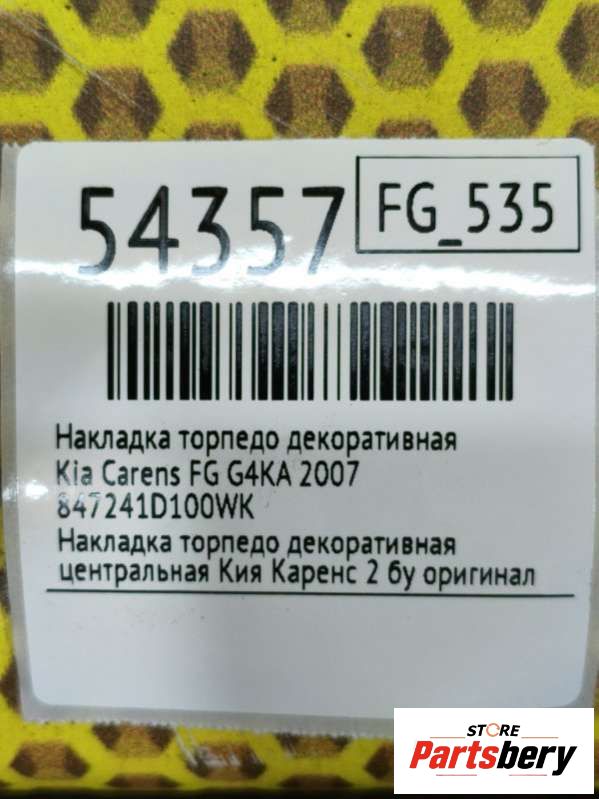 54357
FG_535
Накладка торпедо декоративная
Kia Carens FG G4KA 2007
847241D100WK
Накладка торпедо декоративная
центральная Кия Каренс 2 бу оригинал
STORE
Partsbery